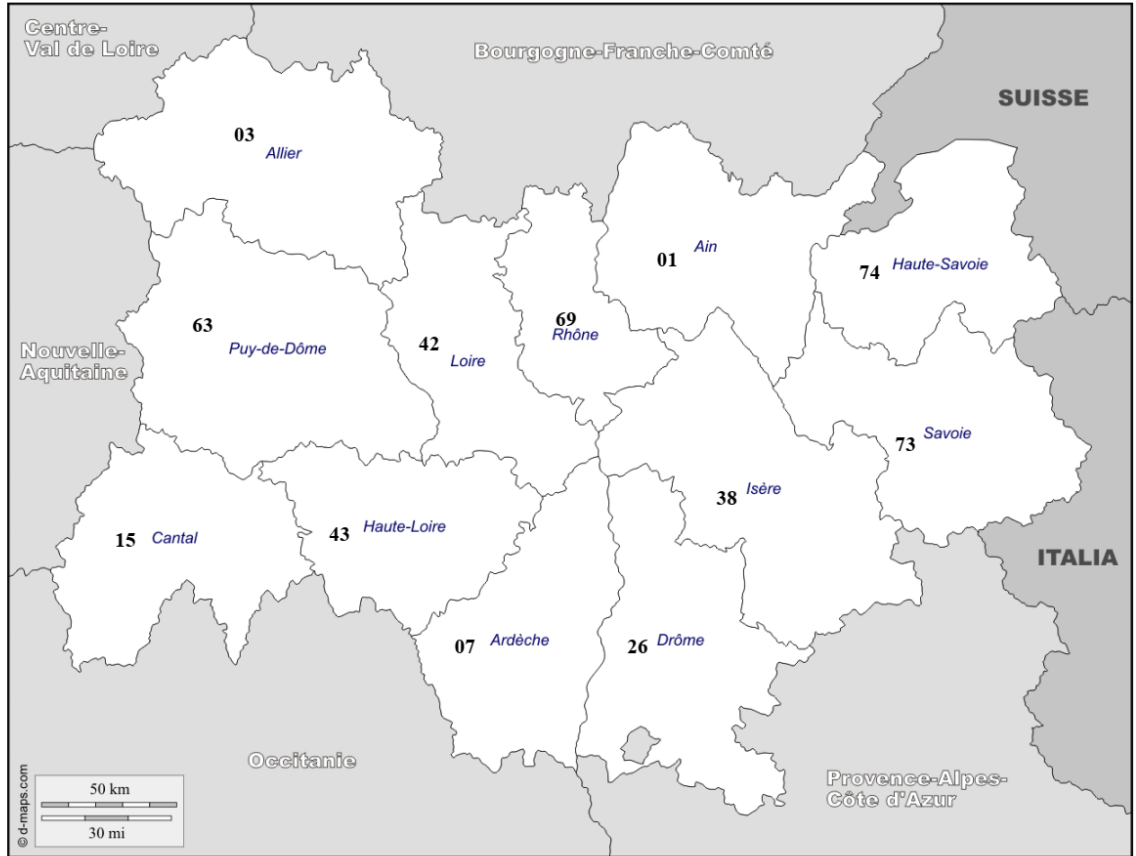 Centre-
Val de Loire
Bourgogne-Franche-Comté
SUISSE
03
Allier
01
Ain
74
Haute-Savoie
63
Puy-de-Dôme
42
Loire
69
Rhône
Nouvelle-
Aquitaine
73
Savoie
38
Isère
15
Cantal
43
Haute-Loire
ITALIA
07
Ardèche
26
Drôme
Occitanie
Provence-Alpes-
Côte d'Azur
50 km
30 mi
© d-maps.com